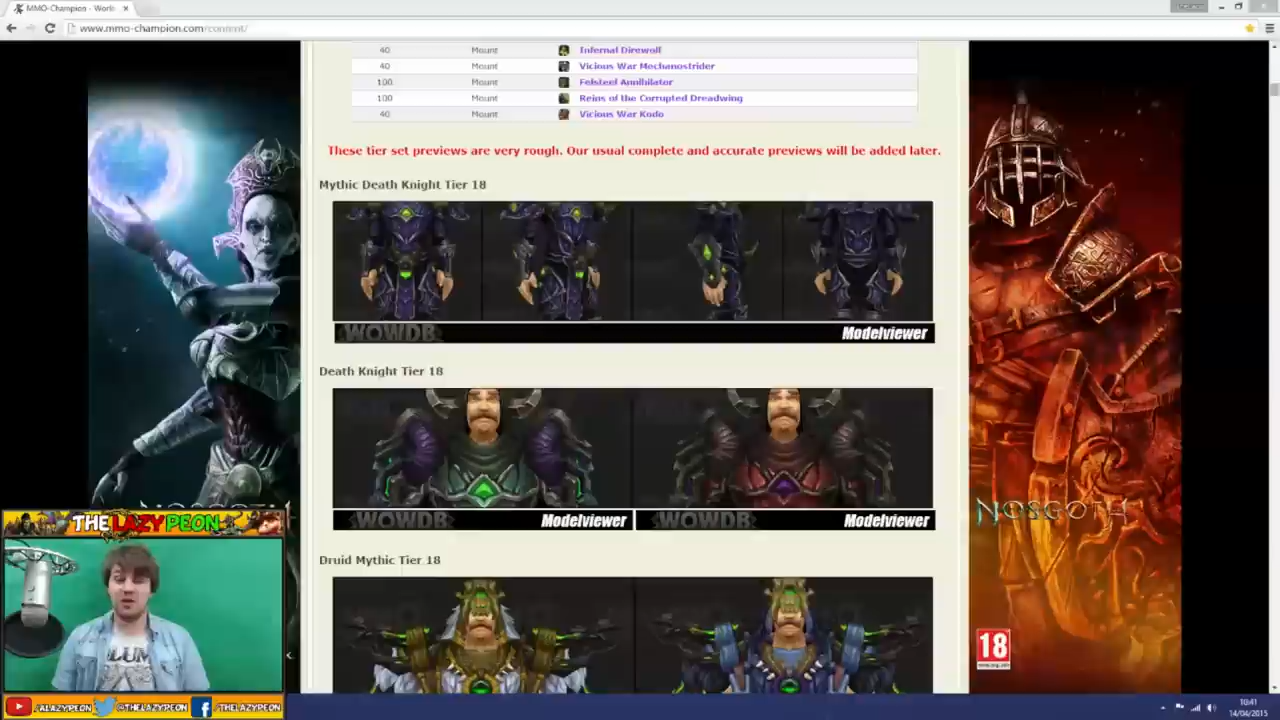 MMO-Champion - World
www.mmo-champion.com/content/
40 Mount Infernal Direwolf
40 Mount Vicious War Mechanostrider
100 Mount Felsteel Annihilator
100 Mount Reins of the Corrupted Dreadwing
40 Mount Vicious War Kodo
These tier set previews are very rough. Our usual complete and accurate previews will be added later.
Mythic Death Knight Tier 18
WOWDB Modelviewer
Death Knight Tier 18
WOWDB Modelviewer WOWDB Modelviewer
Druid Mythic Tier 18
NOSGOTH
18
THELAZYPEON
/ALAZYPEON @THELAZYPEON /THELAZYPEON
10:41
14/04/2015